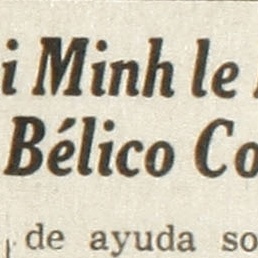 i Minh le
Bélico Co
de ayuda so